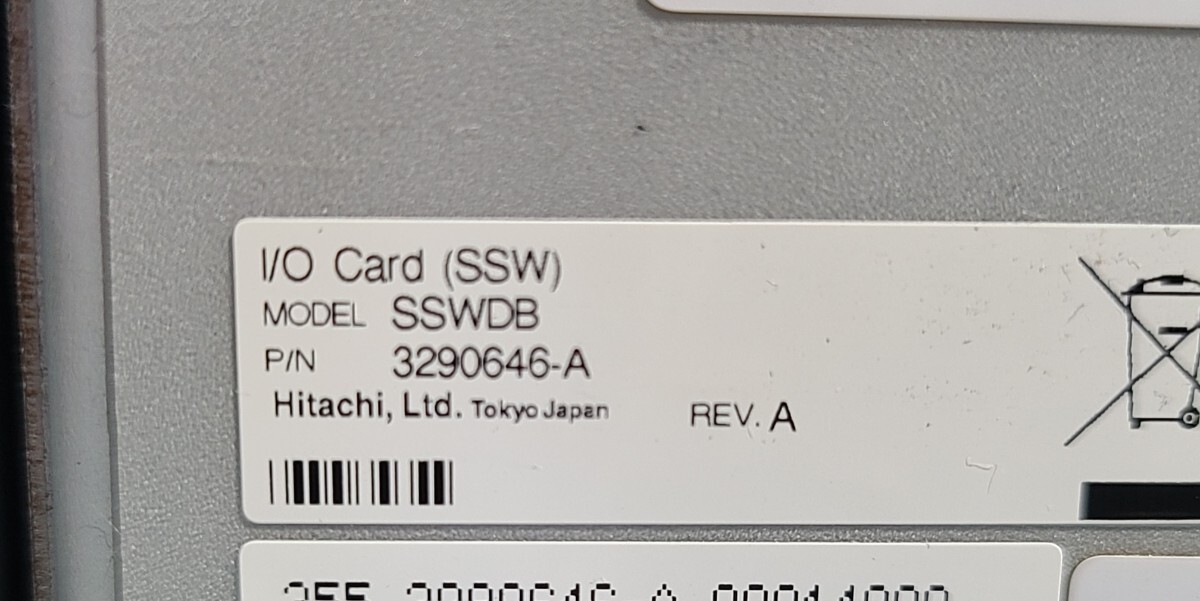 I/O Card (SSW)
MODEL SSWDB
P/N 3290646-A
Hitachi, Ltd. Tokyo Japan
REV. A